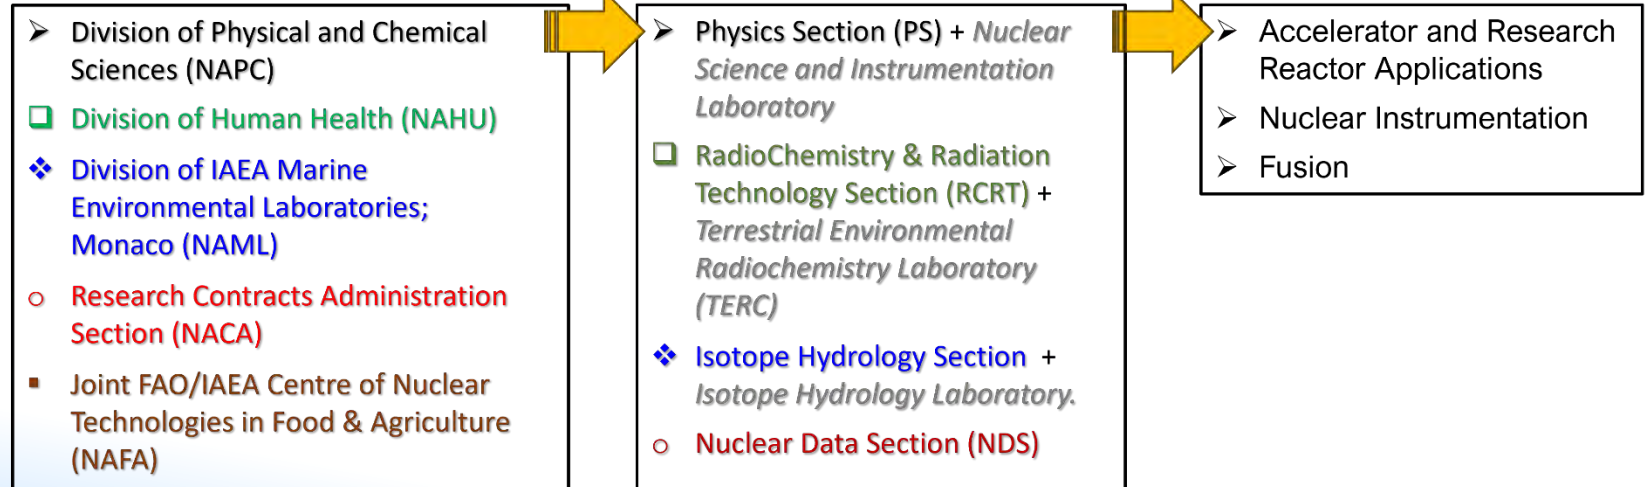 Division of Physical and Chemical
Sciences (NAPC)
Division of Human Health (NAHU)
Division of IAEA Marine
Environmental Laboratories;
Monaco (NAML)
Research Contracts Administration
Section (NACA)
Joint FAO/IAEA Centre of Nuclear
Technologies in Food & Agriculture
(NAFA)
Physics Section (PS) + Nuclear
Science and Instrumentation
Laboratory
RadioChemistry & Radiation
Technology Section (RCRT) +
Terrestrial Environmental
Radiochemistry Laboratory
(TERC)
Isotope Hydrology Section +
Isotope Hydrology Laboratory.
Nuclear Data Section (NDS)
Accelerator and Research
Reactor Applications
Nuclear Instrumentation
Fusion